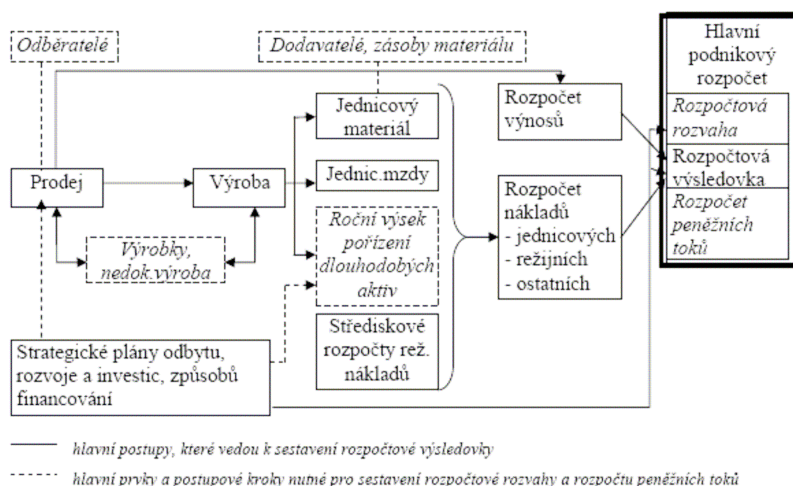 Odběratelé
Dodavatelé, zásoby materiálu
Hlavní
podnikový
rozpočet
Rozpočtová
rozvaha
Rozpočtová
výsledovka
Rozpočet
peněžních
toků
Jednicový
materiál
Rozpočet
výnosů
Prodej
Výroba
Jednic.mzdy
Rozpočet
nákladů
- jednicových
- režijních
- ostatních
Roční výsek
pořízení
dlouhodobých
aktiv
Výrobky,
nedok.výroba
Střediskové
rozpočty rež.
nákladů
Strategické plány odbytu,
rozvoje a investic, způsobů
financování
hlavní postupy, které vedou k sestavení rozpočtové výsledovky
hlavní prvky a postupové kroky nutné pro sestavení rozpočtové rozvahy a rozpočtu peněžních toků